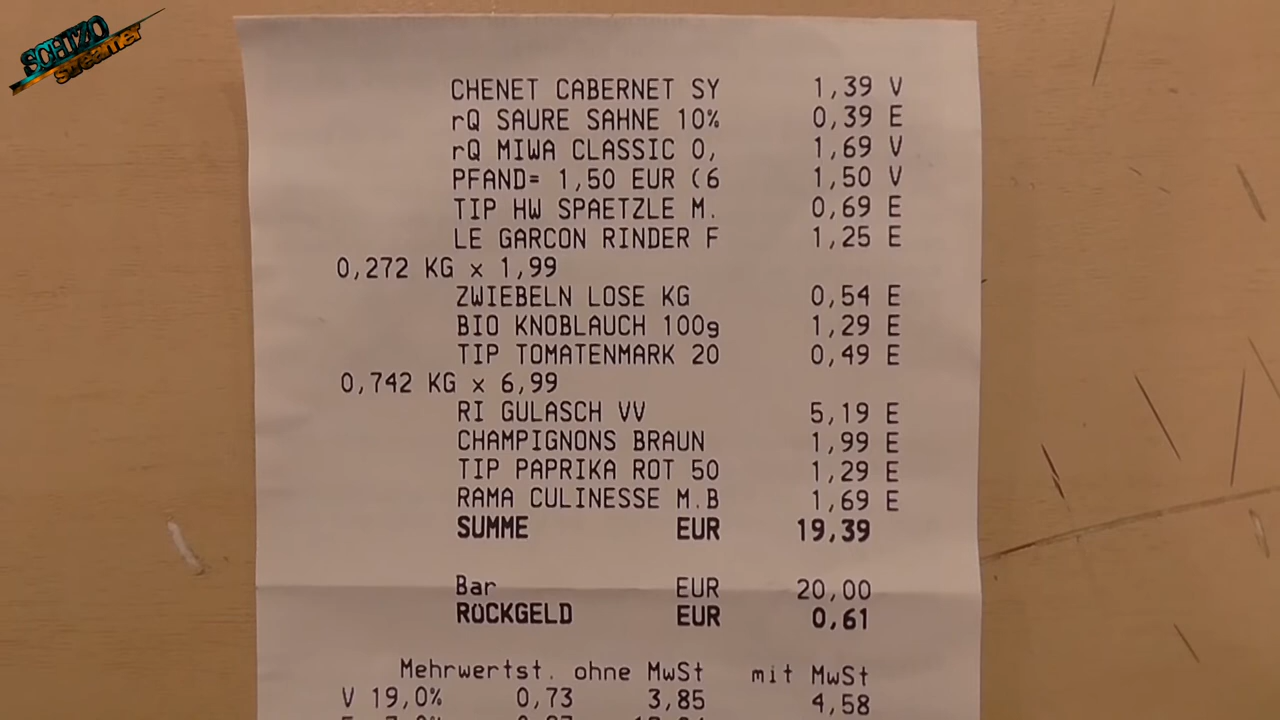 SCHIZO
streamer
CHENET CABERNET SY 1,39 V
rQ SAURE SAHNE 10% 0,39 E
rQ MIWA CLASSIC 0, 1,69 V
PFAND= 1,50 EUR (6 1,50 V
TIP HW SPAETZLE M. 0,69 E
LE GARCON RINDER F 1,25 E
0,272 KG x 1,99
ZWIEBELN LOSE KG 0,54 E
BIO KNOBLAUCH 100g 1,29 E
TIP TOMATENMARK 20 0,49 E
0,742 KG x 6,99
RI GULASCH VV 5,19 E
CHAMPIGNONS BRAUN 1,99 E
TIP PAPRIKA ROT 50 1,29 E
RAMA CULINESSE M.B 1,69 E
SUMME EUR 19,39
Bar EUR 20,00
RÜCKGELD EUR 0,61
Mehrwertst. ohne MwSt mit MwSt
V 19,0% 0,73 3,85 4,58